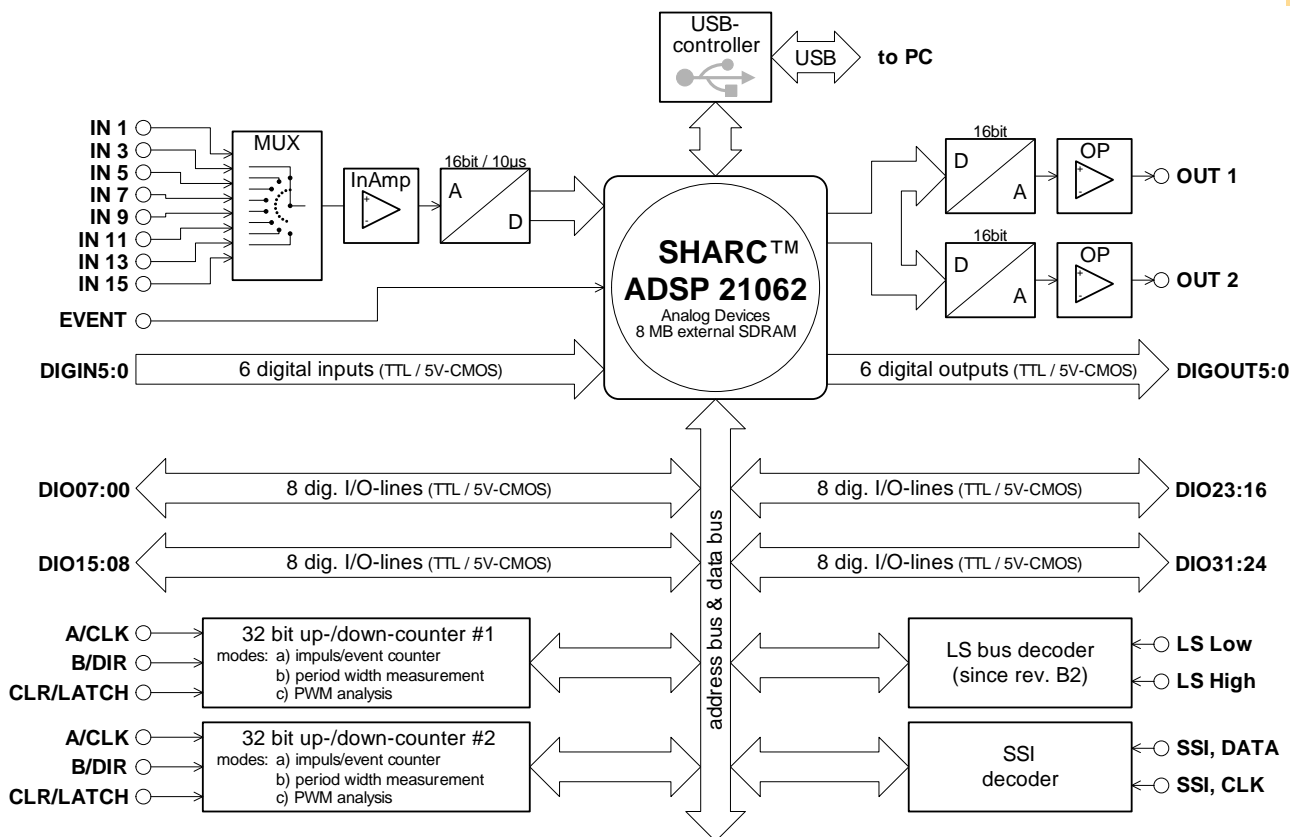 USB-
controller
USB
to PC
IN 1
IN 3
IN 5
IN 7
IN 9
IN 11
IN 13
IN 15
MUX
InAmp
16bit / 10µs
A
D
EVENT
DIGIN5:0
6 digital inputs (TTL / 5V-CMOS)
SHARC™
ADSP 21062
Analog Devices
8 MB external SDRAM
16bit
D
A
OP
OUT 1
16bit
D
A
OP
OUT 2
6 digital outputs (TTL / 5V-CMOS)
DIGOUT5:0
DIO07:00
8 dig. I/O-lines (TTL / 5V-CMOS)
8 dig. I/O-lines (TTL / 5V-CMOS)
DIO23:16
DIO15:08
8 dig. I/O-lines (TTL / 5V-CMOS)
8 dig. I/O-lines (TTL / 5V-CMOS)
DIO31:24
address bus & data bus
A/CLK
B/DIR
CLR/LATCH
32 bit up-/down-counter #1
modes: a) impuls/event counter
b) period width measurement
c) PWM analysis
LS bus decoder
(since rev. B2)
LS Low
LS High
A/CLK
B/DIR
CLR/LATCH
32 bit up-/down-counter #2
modes: a) impuls/event counter
b) period width measurement
c) PWM analysis
SSI
decoder
SSI, DATA
SSI, CLK